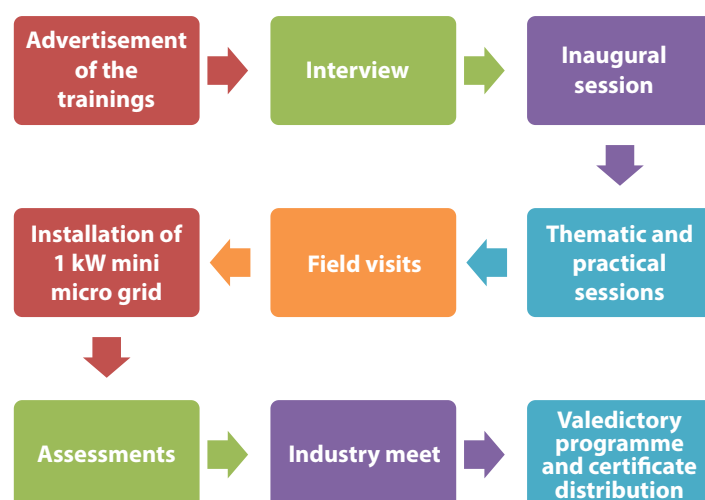 Advertisement
of the
trainings
Interview
Inaugural
session
Thematic and
practical
sessions
Field visits
Installation of
1 kW mini
micro grid
Assessments
Industry meet
Valedictory
programme
and certificate
distribution